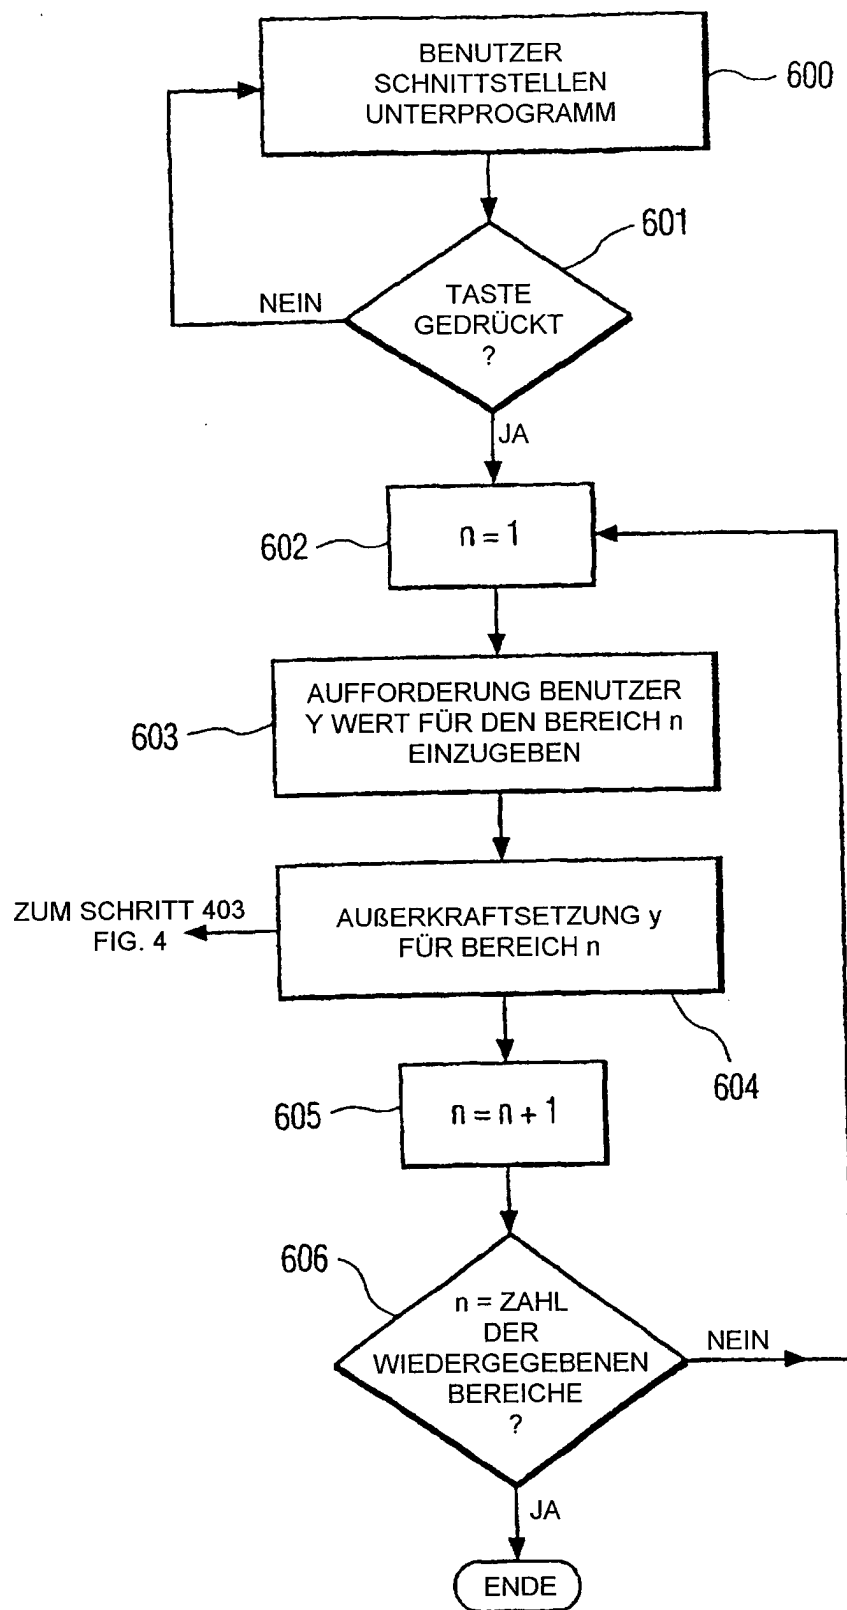 BENUTZER
SCHNITTSTELLEN
UNTERPROGRAMM
600
601
TASTE
GEDRÜCKT
?
NEIN
JA
602
n = 1
603
AUFFORDERUNG BENUTZER
Y WERT FÜR DEN BEREICH n
EINZUGEBEN
ZUM SCHRITT 403
FIG. 4
AUßERKRAFTSETZUNG y
FÜR BEREICH n
604
605
n = n + 1
606
n = ZAHL
DER
WIEDERGEGEBENEN
BEREICHE
?
NEIN
JA
ENDE